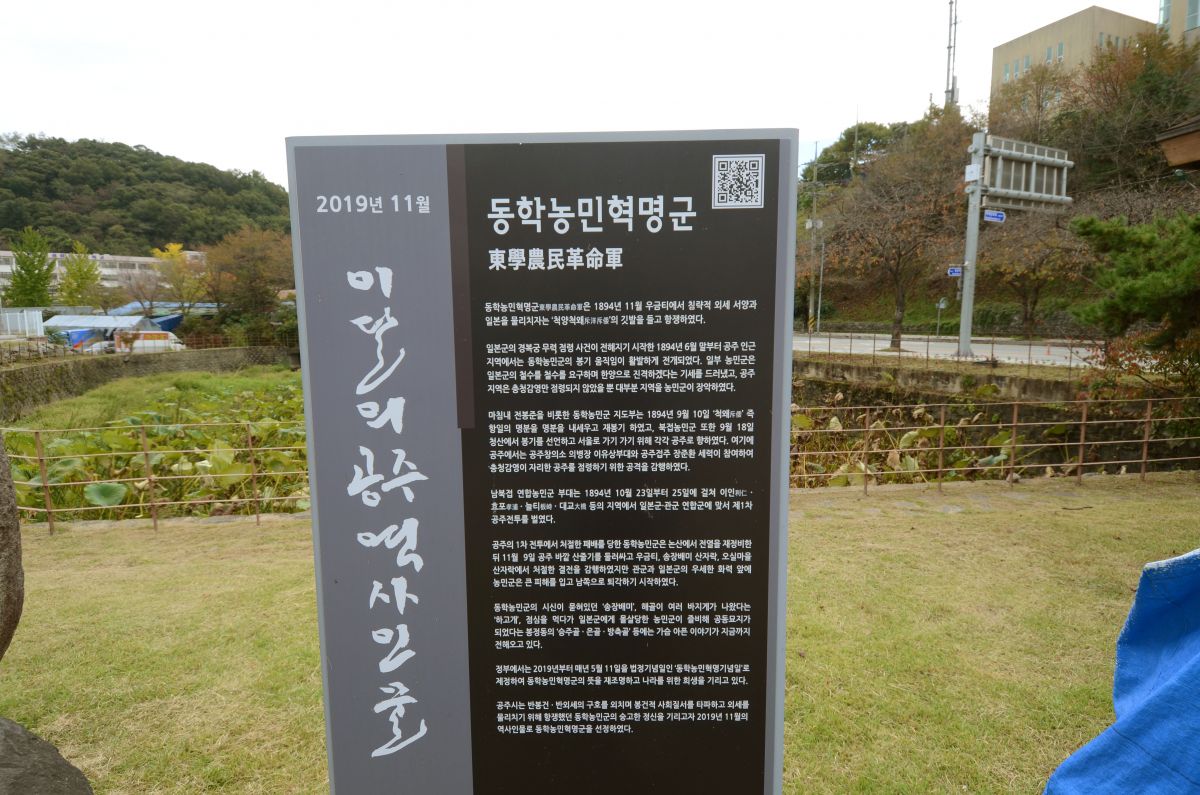 2019년 11월
이달의 공주 역사인물
동학농민혁명군
東學農民革命軍
동학농민혁명군東學農民革命軍은 1894년 11월 우금티에서 침략적 외세 서양과
일본을 물리치자는 '척양척왜斥洋斥倭'의 깃발을 들고 항쟁하였다.
일본군의 경복궁 무력 점령 사건이 전해지기 시작한 1894년 6월 말부터 공주 인근
지역에서는 동학농민군의 봉기 움직임이 활발하게 전개되었다. 일부 농민군은
일본군의 철수를 철수를 요구하며 한양으로 진격하겠다는 기세를 드러냈고, 공주
지역은 충청감영만 점령되지 않았을 뿐 대부분 지역을 농민군이 장악하였다.
마침내 전봉준을 비롯한 동학농민군 지도부는 1894년 9월 10일 '척왜斥倭' 즉
항일의 명분을 명분을 내세우고 재봉기 하였고, 북접농민군 또한 9월 18일
청산에서 봉기를 선언하고 서울로 가기 가기 위해 각각 공주로 향하였다. 여기에
공주에서는 공주창의소 의병장 이유상부대와 공주접주 장준환 세력이 참여하여
충청감영이 자리한 공주를 점령하기 위한 공격을 감행하였다.
남북접 연합농민군 부대는 1894년 10월 23일부터 25일에 걸쳐 이인利仁·
효포孝浦·늘티板峙·대교大橋 등의 지역에서 일본군·관군 연합군에 맞서 제1차
공주전투를 벌였다.
공주의 1차 전투에서 처절한 패배를 당한 동학농민군은 논산에서 전열을 재정비한
뒤 11월 9일 공주 바깥 산줄기를 둘러싸고 우금티, 송장배미 산자락, 오실마을
산자락에서 처절한 결전을 감행하였지만 관군과 일본군의 우세한 화력 앞에
농민군은 큰 피해를 입고 남쪽으로 퇴각하기 시작하였다.
동학농민군의 시신이 묻혀있던 '송장배미', 해골이 여러 바지게가 나왔다는
'하고개', 점심을 먹다가 일본군에게 몰살당한 농민군이 즐비해 공동묘지가
되었다는 봉정동의 '승주골·은골·방축골' 등에는 가슴 아픈 이야기가 지금까지
전해오고 있다.
정부에서는 2019년부터 매년 5월 11일을 법정기념일인 '동학농민혁명기념일'로
제정하여 동학농민혁명군의 뜻을 재조명하고 나라를 위한 희생을 기리고 있다.
공주시는 반봉건·반외세의 구호를 외치며 봉건적 사회질서를 타파하고 외세를
물리치기 위해 항쟁했던 동학농민군의 숭고한 정신을 기리고자 2019년 11월의
역사인물로 동학농민혁명군을 선정하였다.